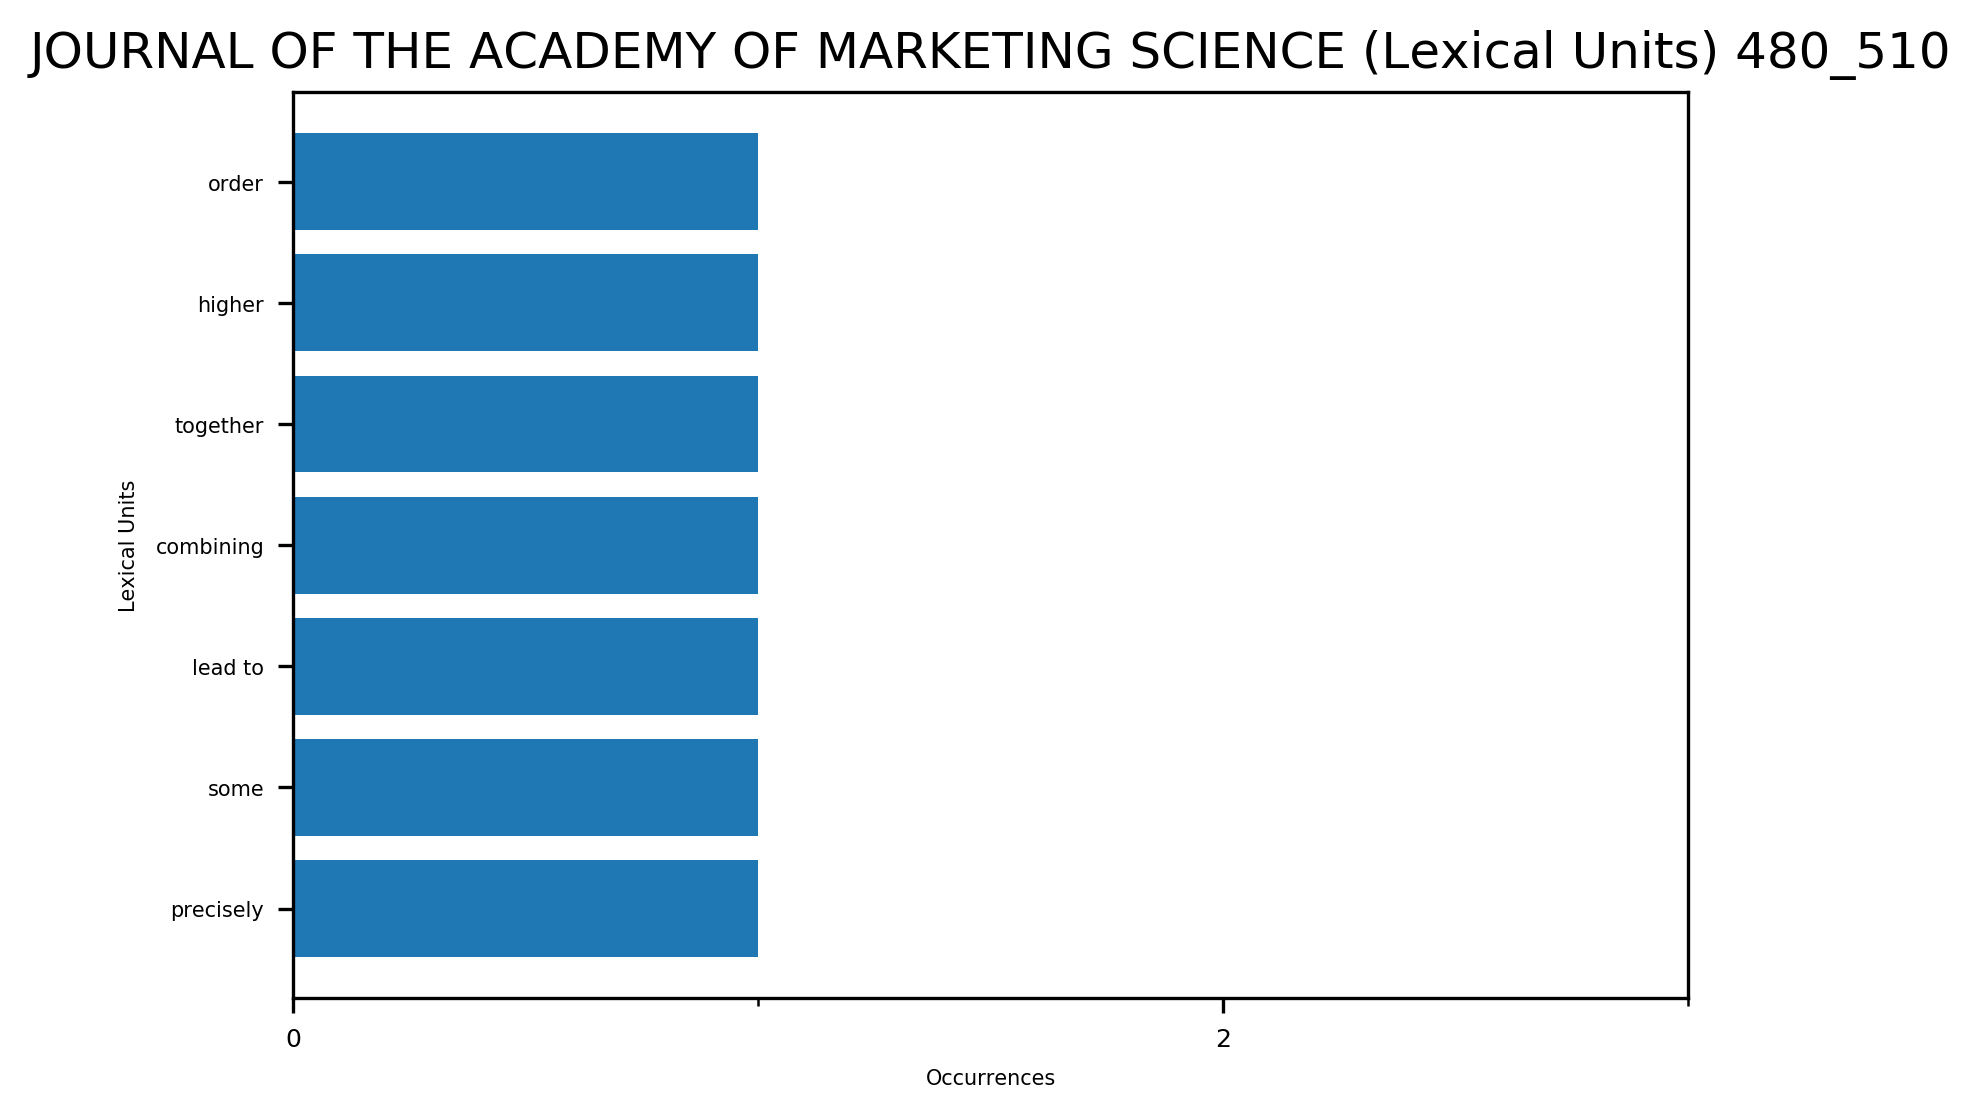 JOURNAL OF THE ACADEMY OF MARKETING SCIENCE (Lexical Units) 480_510
order
higher
together
combining
lead to
some
precisely
Lexical Units
0 2
Occurrences